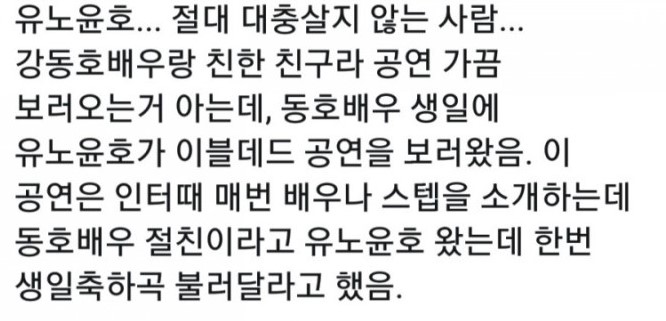 유노윤호... 절대 대충살지 않는 사람...
강동호배우랑 친한 친구라 공연 가끔
보러오는거 아는데, 동호배우 생일에
유노윤호가 이블데드 공연을 보러왔음. 이
공연은 인터때 매번 배우나 스텝을 소개하는데
동호배우 절친이라고 유노윤호 왔는데 한번
생일축하곡 불러달라고 했음.